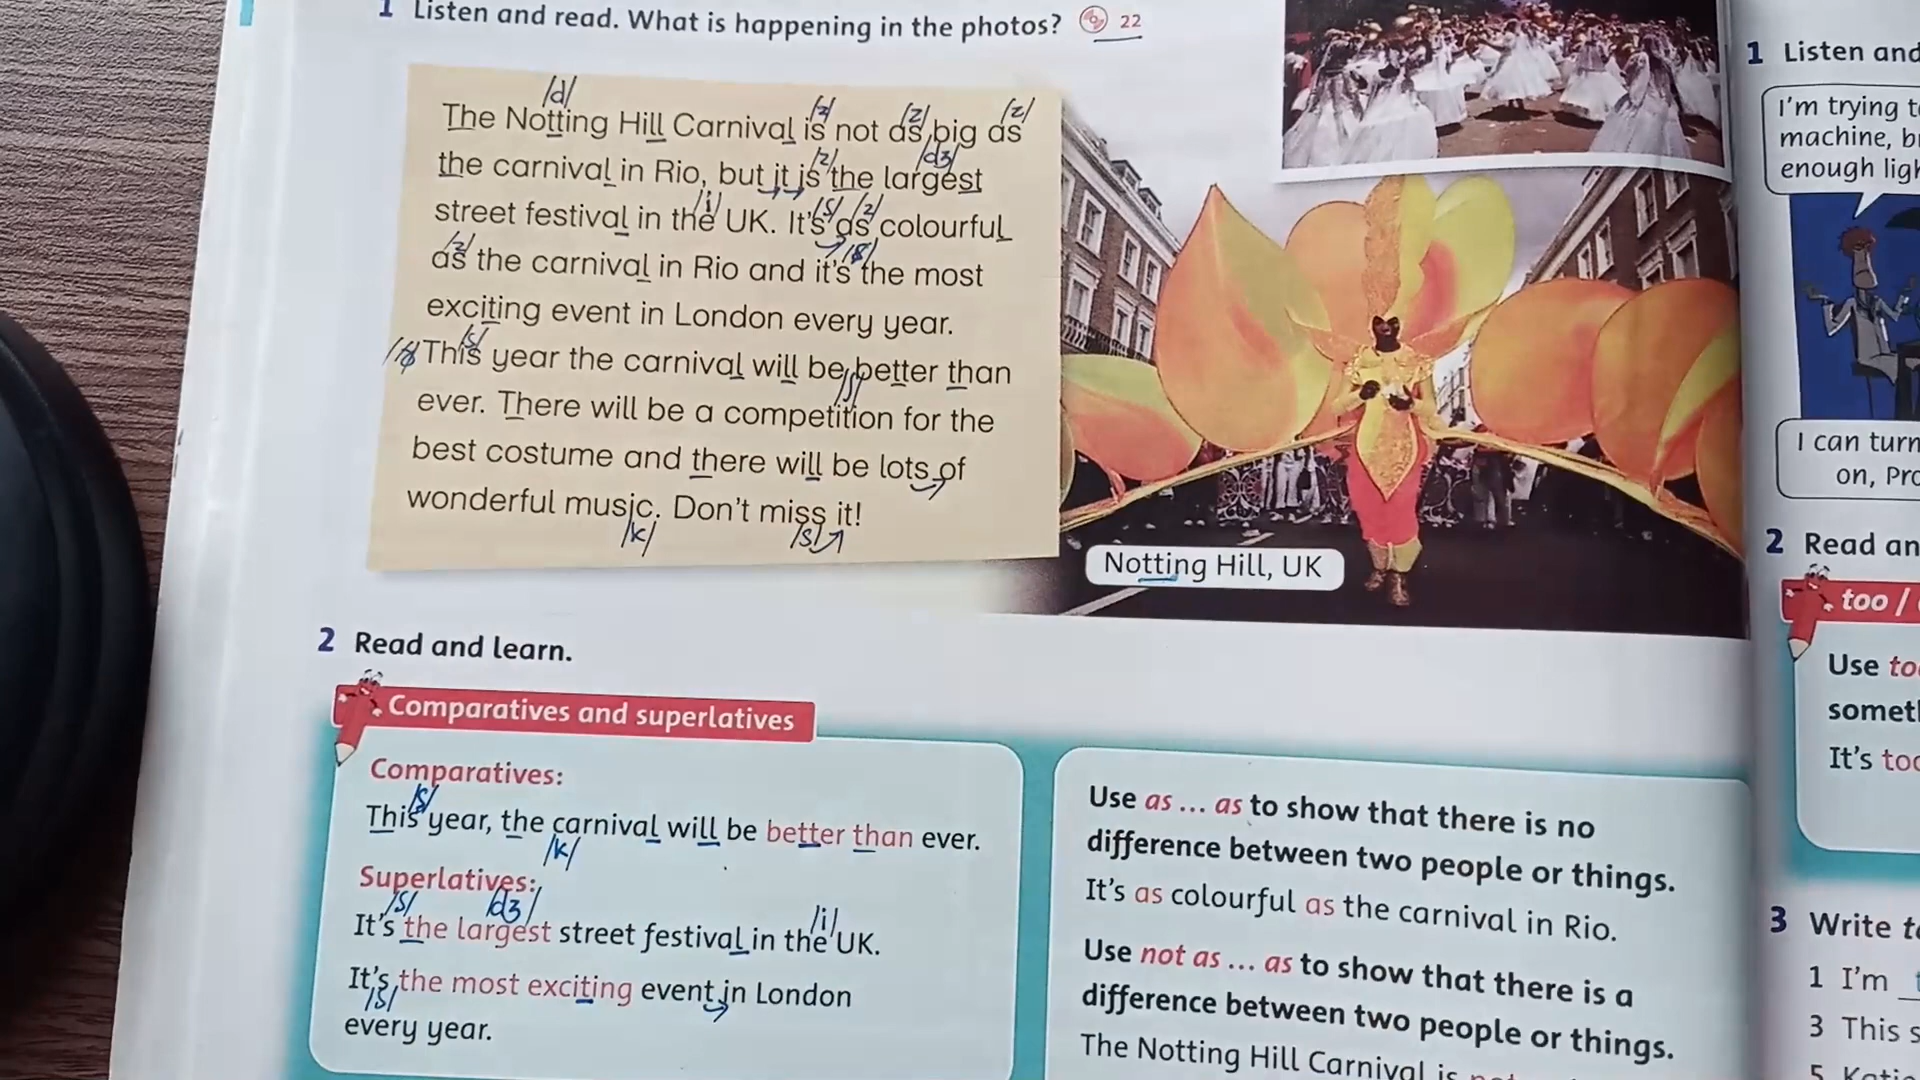 1 Listen and read. What is happening in the photos? 22
/d/ /z/ /z/ /z/
The Notting Hill Carnival is not as big as
/z/ /dʒ/
the carnival in Rio, but it is the largest
/i/ /s/ /z/
street festival in the UK. It's as colourful
/z/ /s/
as the carnival in Rio and it's the most
exciting event in London every year.
/s/
This year the carnival will be better than
/ʃ/
ever. There will be a competition for the
best costume and there will be lots of
wonderful music. Don't miss it!
/k/ /s/
Notting Hill, UK
2 Read and learn.
Comparatives and superlatives
Comparatives:
/s/
This year, the carnival will be better than ever.
/k/
Superlatives:
/s/ /dʒ/ /i/
It's the largest street festival in the UK.
It's the most exciting event in London
/s/
every year.
Use as ... as to show that there is no
difference between two people or things.
It's as colourful as the carnival in Rio.
Use not as ... as to show that there is a
difference between two people or things.
The Notting Hill Carnival is
1 Listen and
I'm trying
machine,
enough
I can turn
on,
2 Read
too /
Use
It's
3 Write
1 I'm
3 This
5